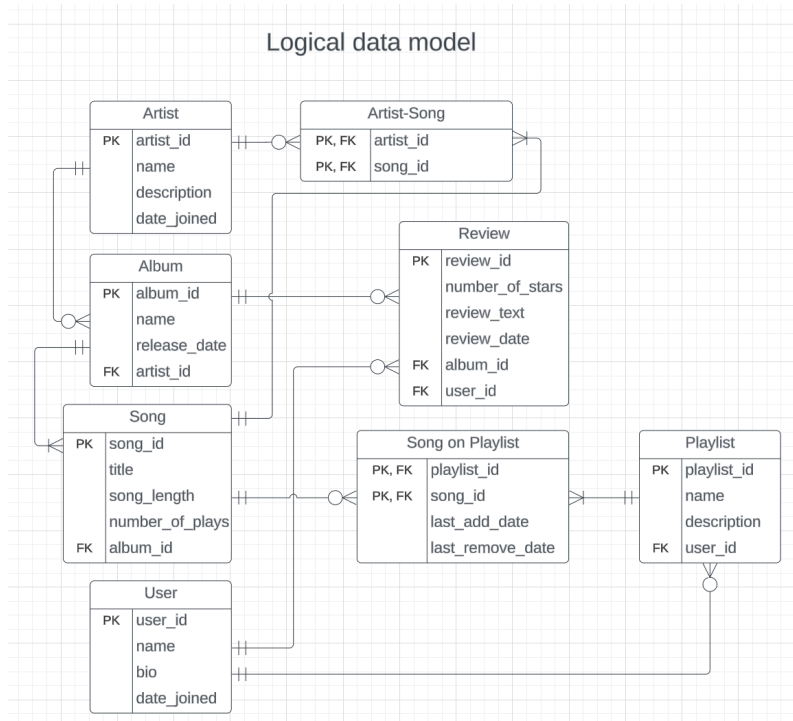 Logical data model
Artist
PK artist_id
name
description
date_joined
Artist-Song
PK, FK artist_id
PK, FK song_id
Review
PK review_id
number_of_stars
review_text
review_date
FK album_id
FK user_id
Album
PK album_id
name
release_date
FK artist_id
Song
PK song_id
title
song_length
number_of_plays
FK album_id
Song on Playlist
PK, FK playlist_id
PK, FK song_id
last_add_date
last_remove_date
Playlist
PK playlist_id
name
description
FK user_id
User
PK user_id
name
bio
date_joined